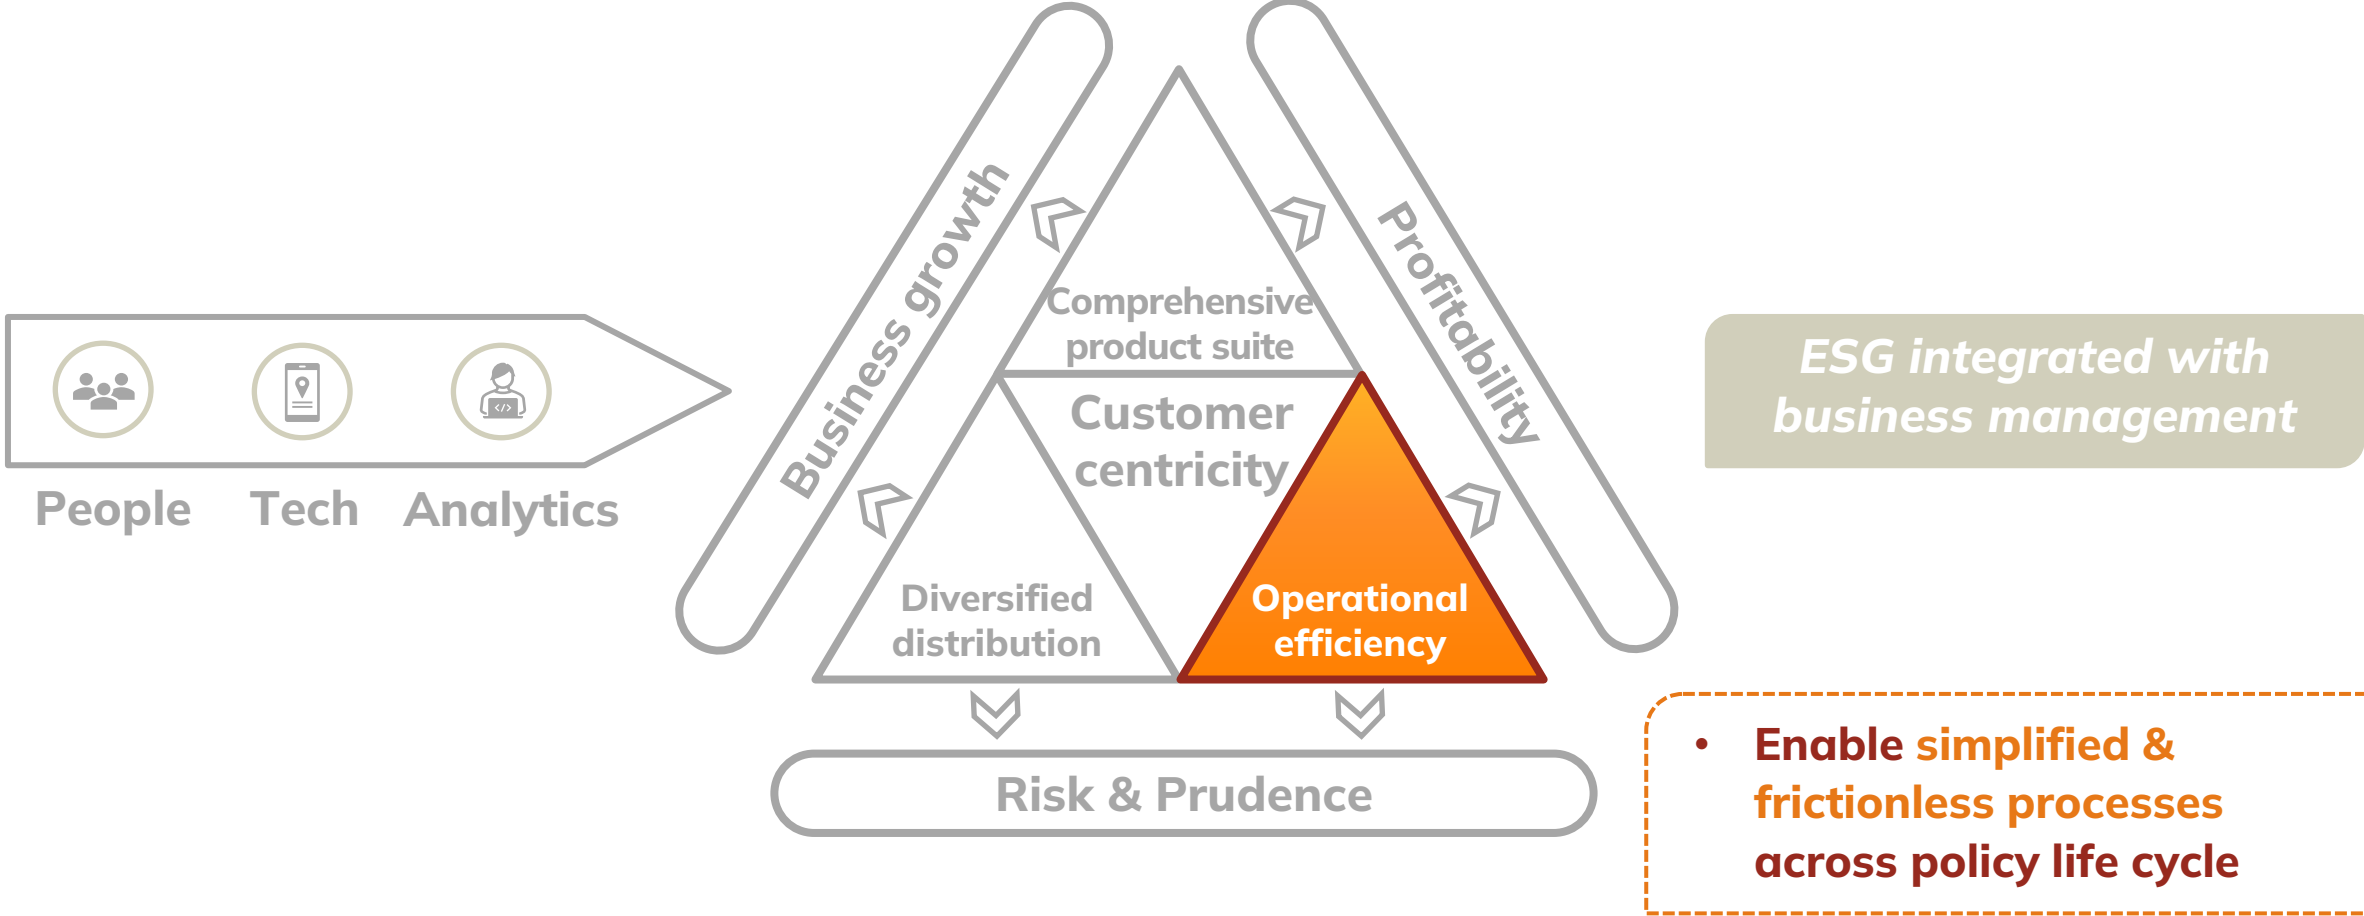 People
Tech
Analytics
Business growth
Profitability
Comprehensive
product suite
Customer
centricity
Diversified
distribution
Operational
efficiency
Risk & Prudence
ESG integrated with
business management
• Enable simplified &
frictionless processes
across policy life cycle